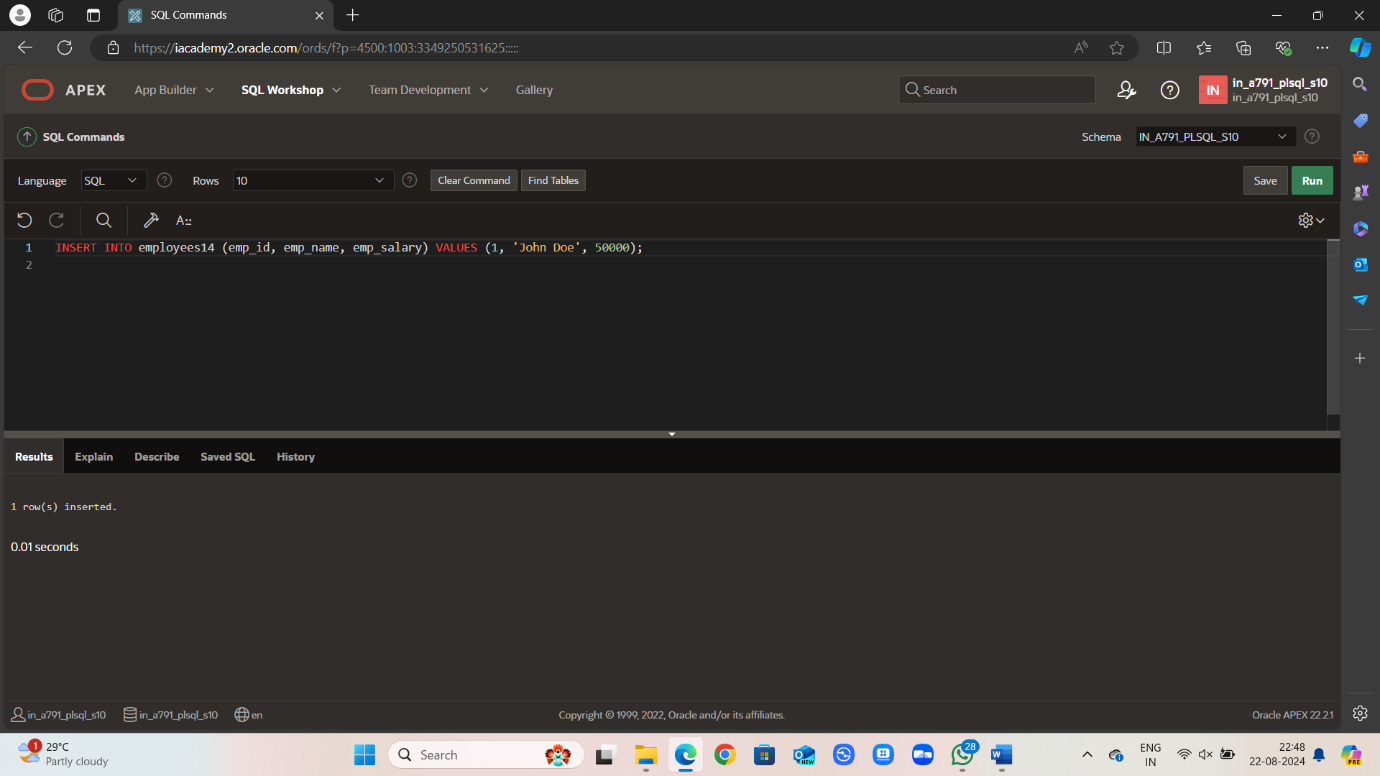 SQL Commands
https://iacademy2.oracle.com/ords/f?p=4500:1003:3349250531625:::::
APEX App Builder SQL Workshop Team Development Gallery Search IN in_a791_plsql_s10
in_a791_plsql_s10
SQL Commands Schema IN_A791_PLSQL_S10
Language SQL Rows 10 Clear Command Find Tables Save Run
1 INSERT INTO employees14 (emp_id, emp_name, emp_salary) VALUES (1, 'John Doe', 50000);
2
Results Explain Describe Saved SQL History
1 row(s) inserted.
0.01 seconds
in_a791_plsql_s10 in_a791_plsql_s10 en Copyright © 1999, 2022, Oracle and/or its affiliates. Oracle APEX 22.2.1
1 29°C Search NEW 28 ENG 22:48
Partly cloudy IN 22-08-2024 PRE